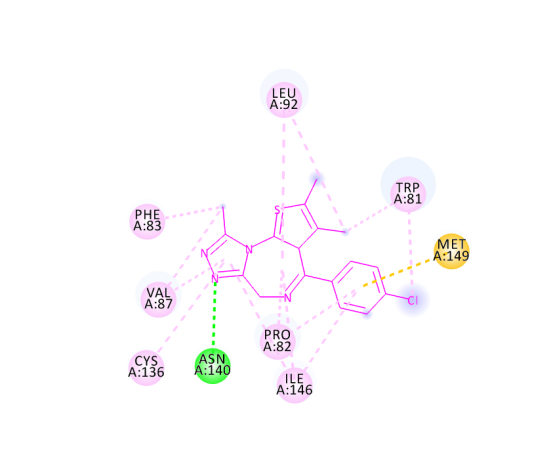 LEU
A:92
TRP
A:81
PHE
A:83
S
N
N
MET
A:149
N
VAL
A:87
N
Cl
PRO
A:82
CYS
A:136
ASN
A:140
ILE
A:146